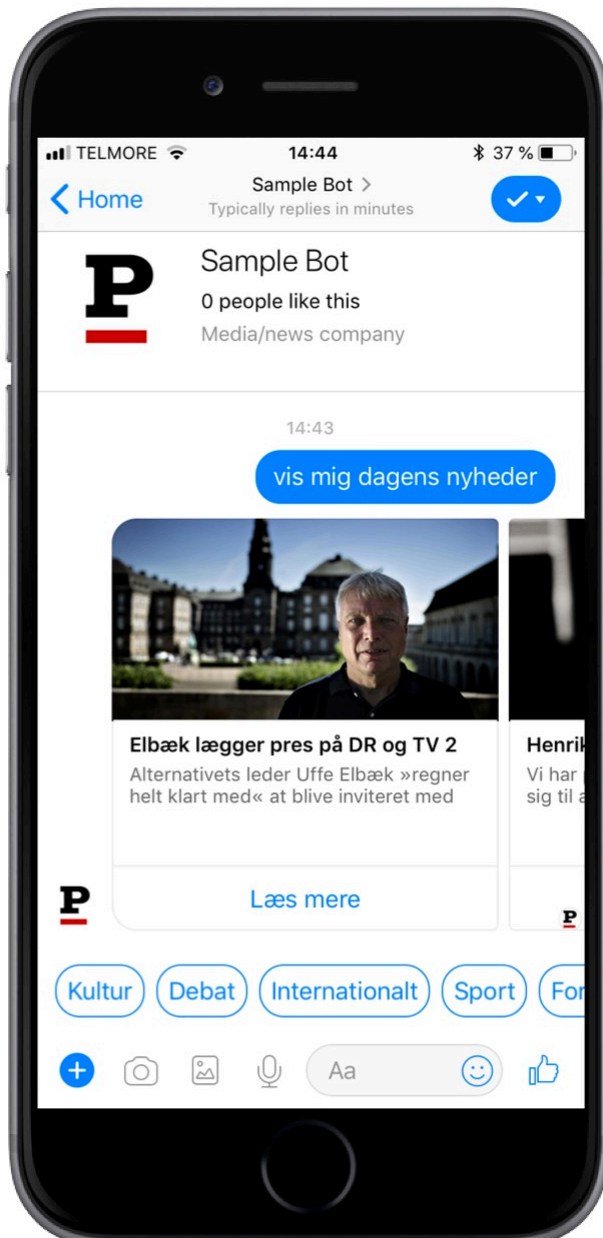 TELMORE 14:44 37 %
Home Sample Bot >
Typically replies in minutes
P Sample Bot
0 people like this
Media/news company
14:43
vis mig dagens nyheder
Elbæk lægger pres på DR og TV 2
Alternativets leder Uffe Elbæk »regner
helt klart med« at blive inviteret med
Læs mere
Henrik
Vi har
sig til
P
P
Kultur Debat Internationalt Sport For
Aa